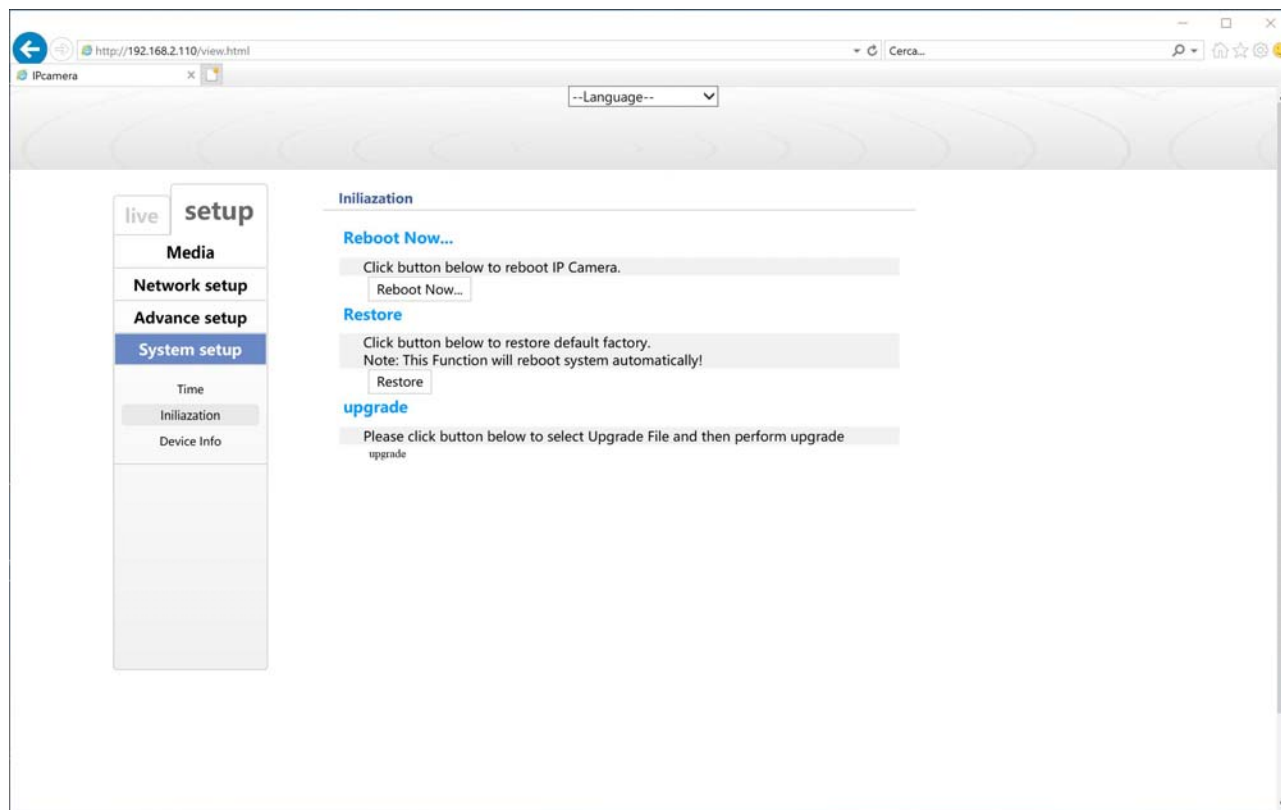 http://192.168.2.110/view.html
Cerca...
IPcamera
--Language--
live
setup
Media
Network setup
Advance setup
System setup
Time
Iniliazation
Device Info
Iniliazation
Reboot Now...
Click button below to reboot IP Camera.
Reboot Now...
Restore
Click button below to restore default factory.
Note: This Function will reboot system automatically!
Restore
upgrade
Please click button below to select Upgrade File and then perform upgrade
upgrade